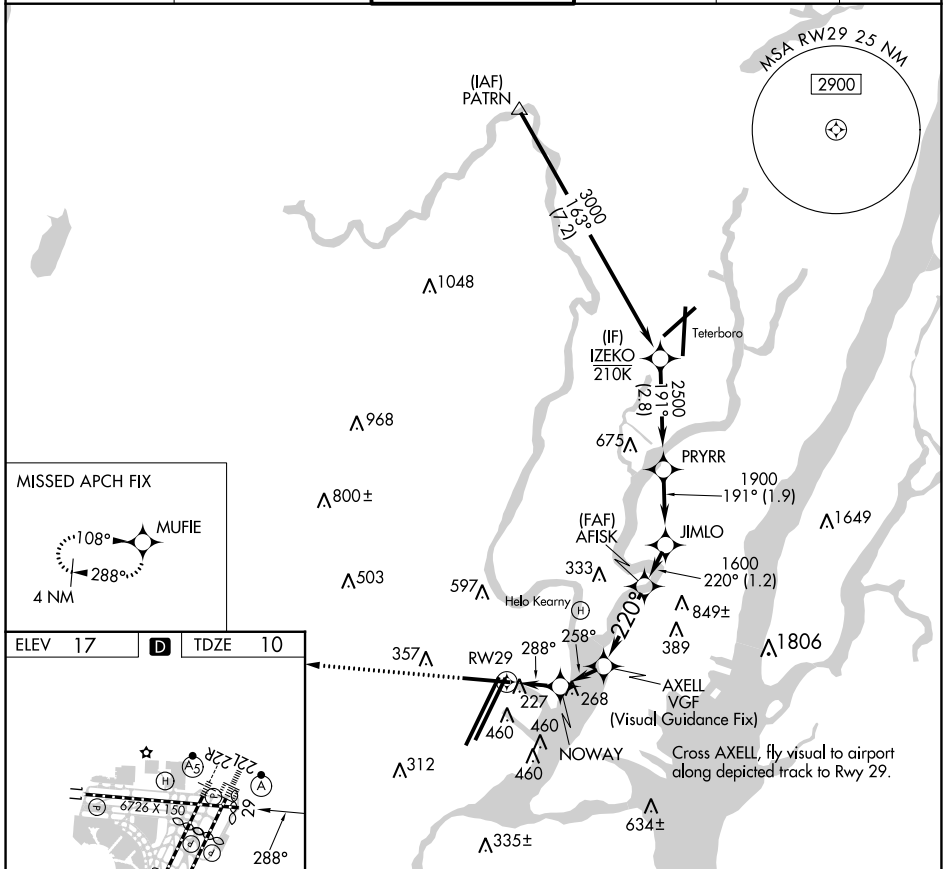 MSA RW29 25 NM
2900
(IAF)
PATRN
3000
163°
(7.2)
1048
(IF)
IZEKO
210K
Teterboro
2500
191°
(2.8)
968
675
PRYRR
1900
191° (1.9)
MISSED APCH FIX
108°
MUFIE
288°
4 NM
800±
(FAF)
AFISK
JIMLO
1649
1600
220° (1.2)
503
597
333
Helo Kearny
H
220°
849±
389
1806
ELEV 17
D
TDZE 10
357
RW29
288°
258°
227
268
AXELL
VGF
(Visual Guidance Fix)
460
460
460
NOWAY
Cross AXELL, fly visual to airport
along depicted track to Rwy 29.
312
634±
335±
22R
22L
A5
A
H
P
P
P
P
11
6726 X 150
29
288°